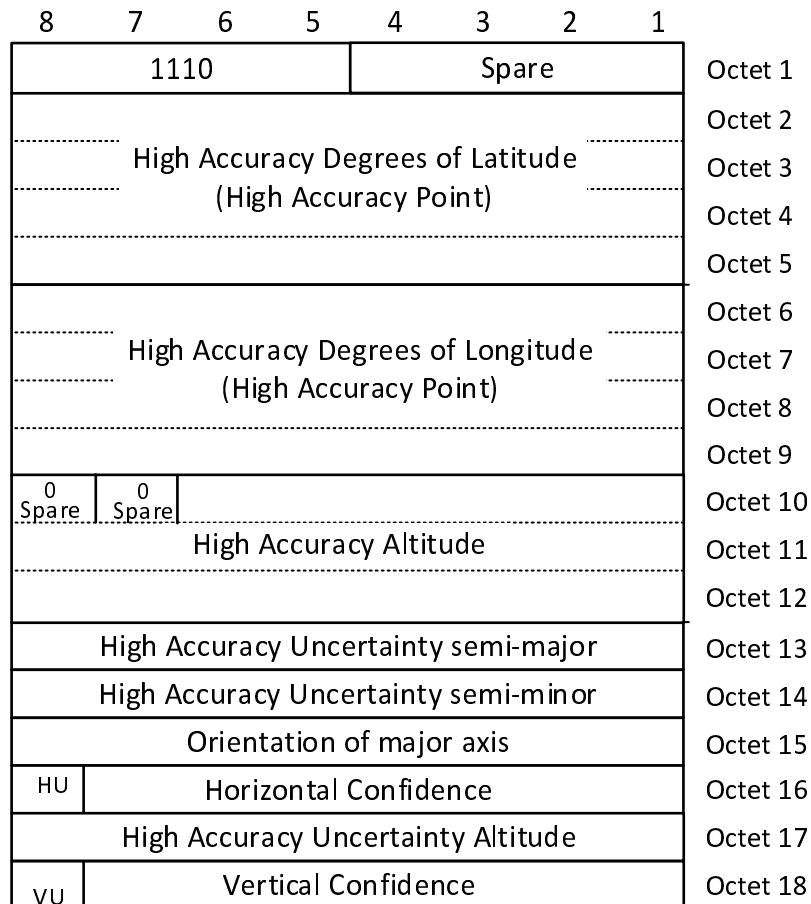 8 7 6 5 4 3 2 1
1110 Spare Octet 1
Octet 2
High Accuracy Degrees of Latitude
Octet 3
(High Accuracy Point)
Octet 4
Octet 5
Octet 6
High Accuracy Degrees of Longitude
Octet 7
(High Accuracy Point)
Octet 8
Octet 9
0 0
Spare Spare Octet 10
High Accuracy Altitude Octet 11
Octet 12
High Accuracy Uncertainty semi-major Octet 13
High Accuracy Uncertainty semi-minor Octet 14
Orientation of major axis Octet 15
HU Horizontal Confidence Octet 16
High Accuracy Uncertainty Altitude Octet 17
VU Vertical Confidence Octet 18